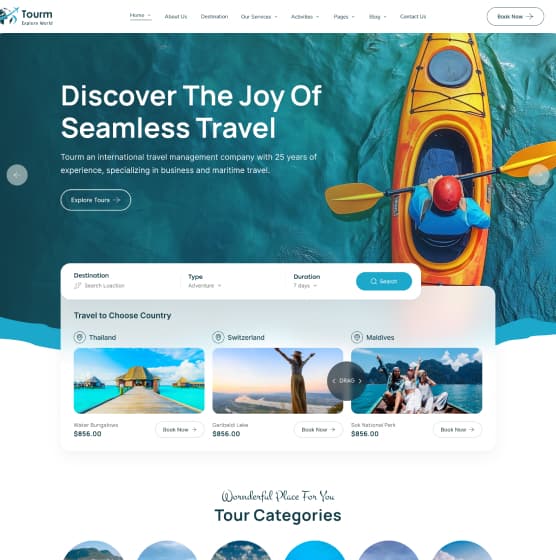 Tourm
Explore World
Home
About Us
Destination
Our Services
Activities
Pages
Blog
Contact Us
Book Now
Discover The Joy Of
Seamless Travel
Tourm an international travel management company with 25 years of
experience, specializing in business and maritime travel.
Explore Tours
Destination
Search Loaction
Type
Adventure
Duration
7 days
Search
Travel to Choose Country
Thailand
Switzerland
Maldives
DRAG
Water Bungalows
$856.00
Book Now
Garibaldi Lake
$856.00
Book Now
Sok National Park
$856.00
Book Now
Wornderful Place For You
Tour Categories